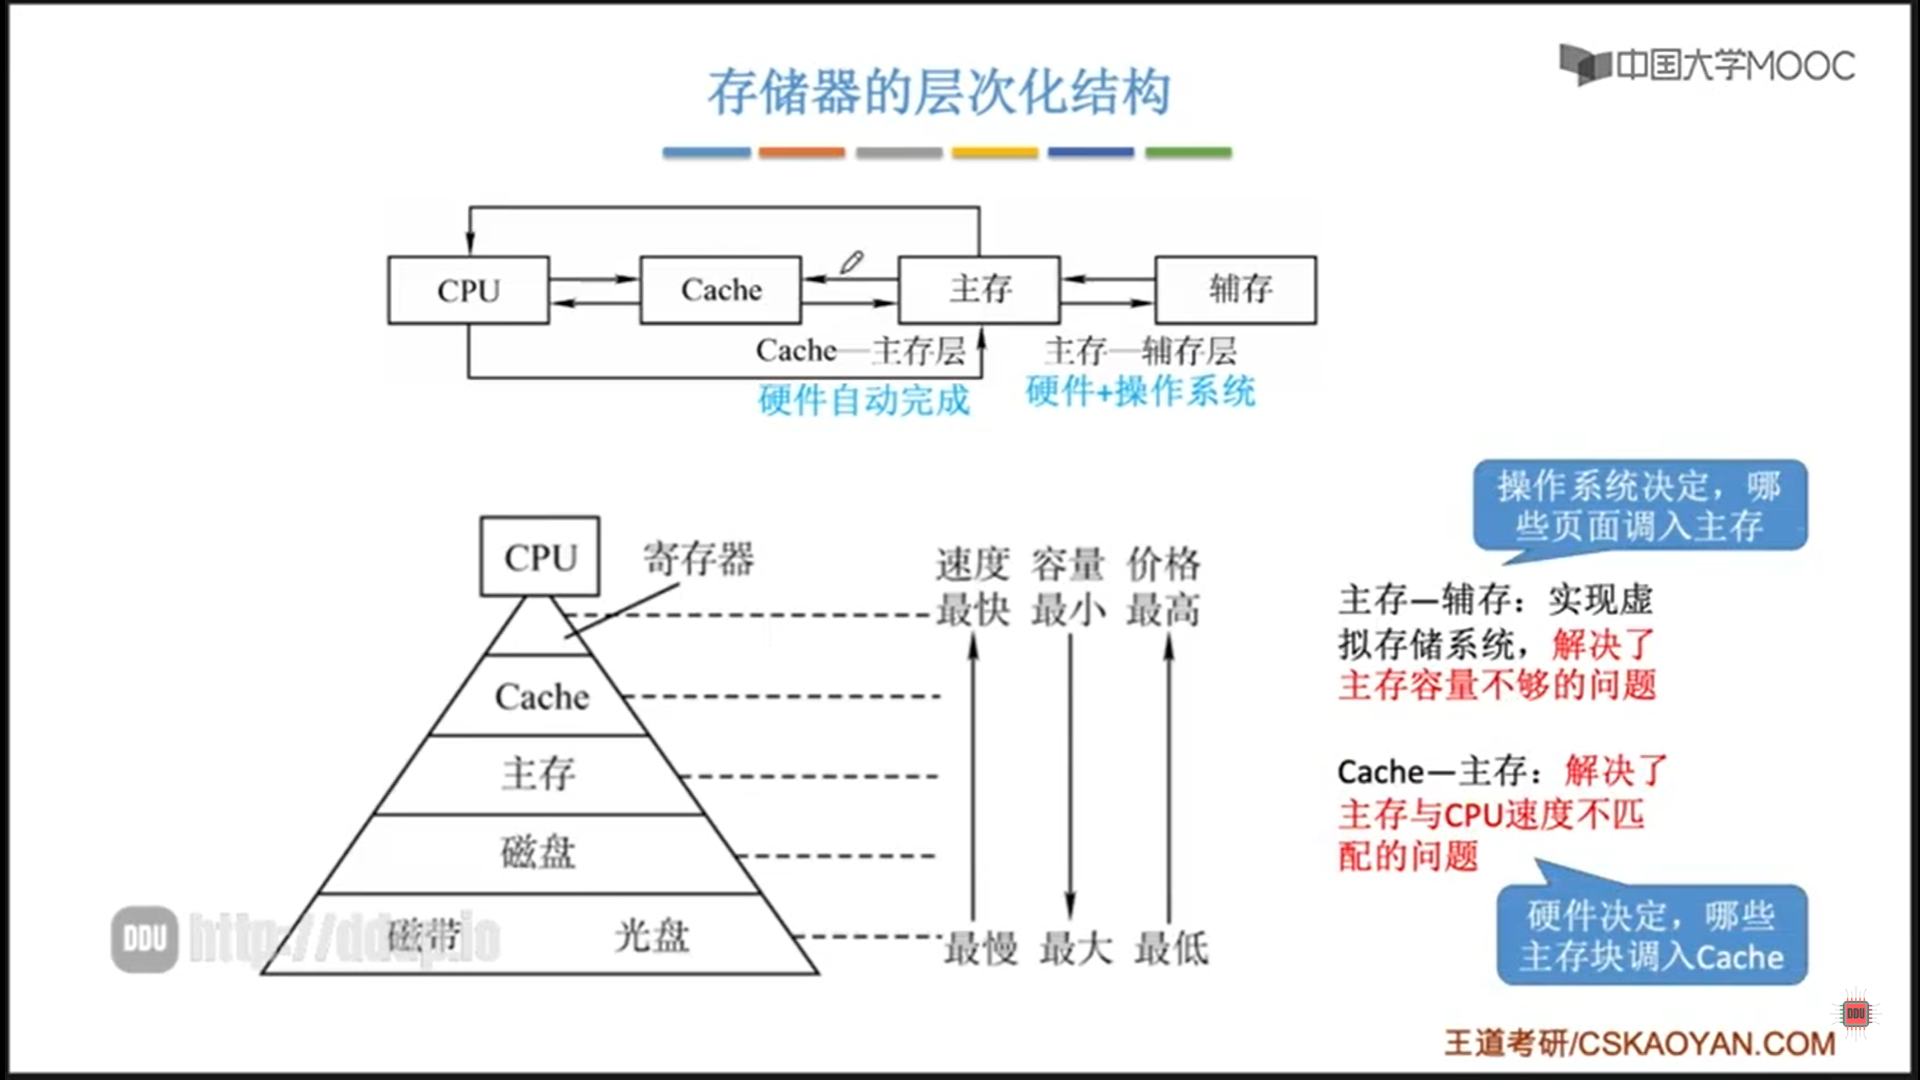 中国大学MOOC
存储器的层次化结构
CPU
Cache
主存
辅存
Cache—主存层
主存—辅存层
硬件自动完成
硬件+操作系统
CPU
寄存器
Cache
主存
磁盘
磁带
光盘
速度 容量 价格
最快 最小 最高
最慢 最大 最低
操作系统决定，哪
些页面调入主存
主存—辅存：实现虚
拟存储系统，解决了
主存容量不够的问题
Cache—主存：解决了
主存与CPU速度不匹
配的问题
硬件决定，哪些
主存块调入Cache
DDU
DDU
王道考研/CSKAOYAN.COM